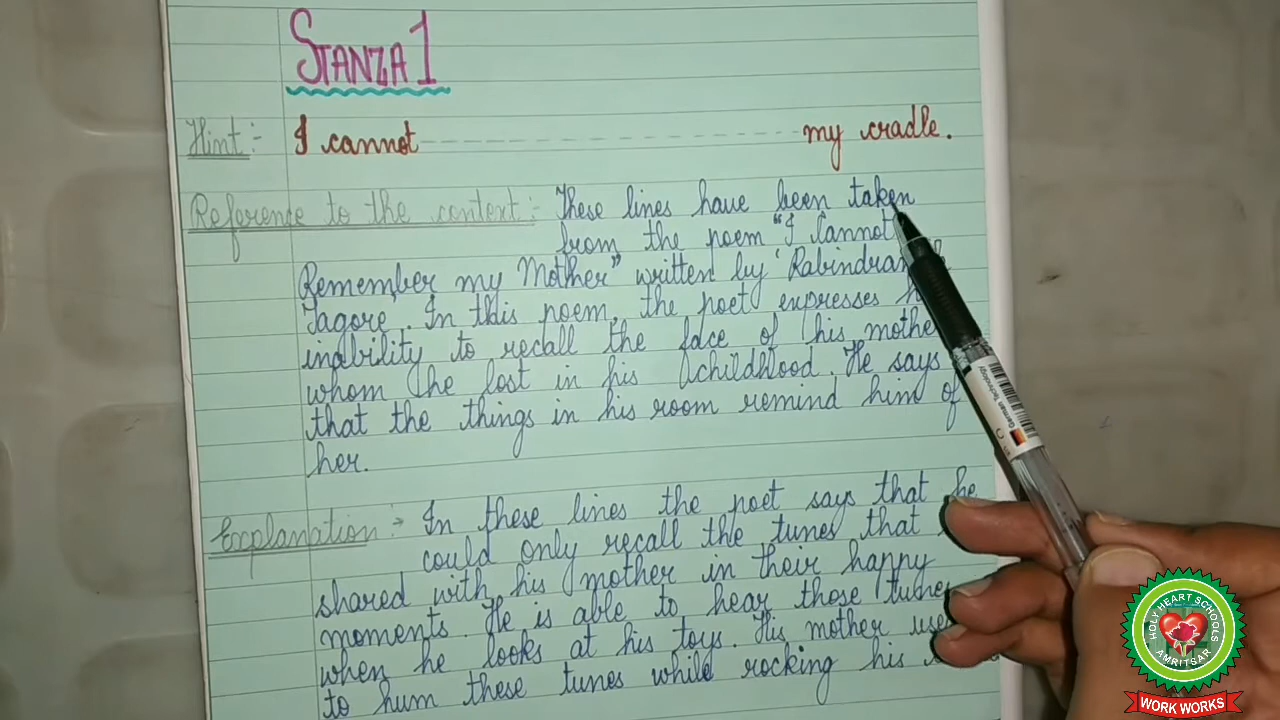 STANZA 1
Hint:- I cannot ------------ my cradle.
Reference to the context:- These lines have been taken
from the poem "I Cannot
Remember my Mother" written by 'Rabindran
Tagore'. In this poem, the poet expresses h
inability to recall the face of his mothe
whom he lost in his childhood. He says
that the things in his room remind him of
her.
Explanation:- In these lines the poet says that he
could only recall the tunes that
shared with his mother in their happy
moments. He is able to hear those tunes
when he looks at his toys. His mother use
to hum these tunes while rocking his
HOLY HEART SCHOOLS
AMRITSAR
WORK WORKS
German Technology